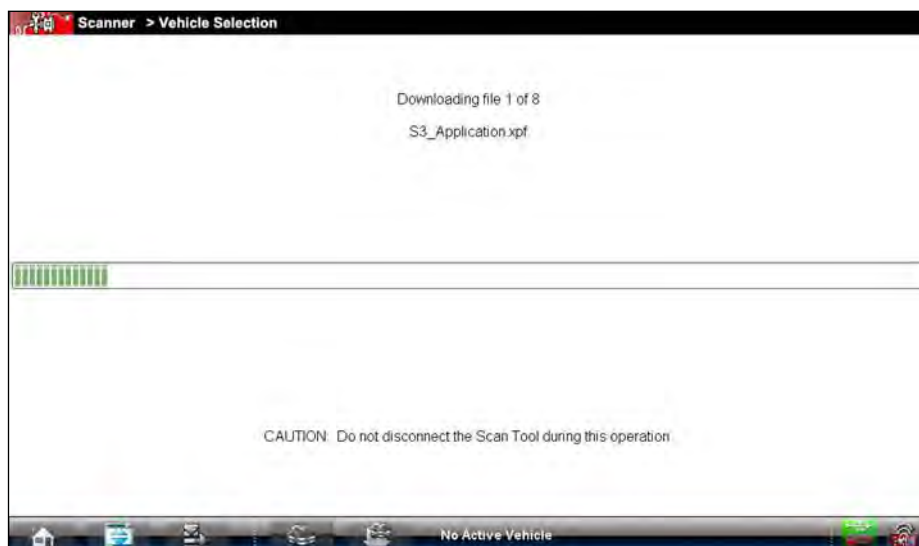 Scanner > Vehicle Selection
Downloading file 1 of 8
S3_Application.xpf
CAUTION: Do not disconnect the Scan Tool during this operation
No Active Vehicle